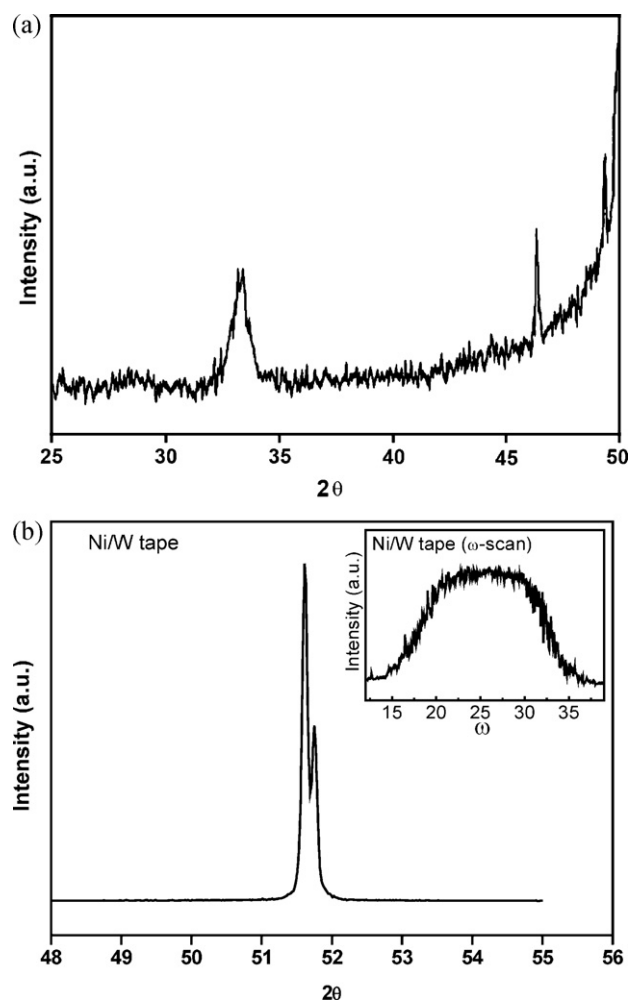 (a)
Intensity (a.u.)
25 30 35 40 45 50
2θ
(b)
Ni/W tape
Intensity (a.u.)
Ni/W tape (ω-scan)
Intensity (a.u.)
15 20 25 30 35
ω
48 49 50 51 52 53 54 55 56
2θ